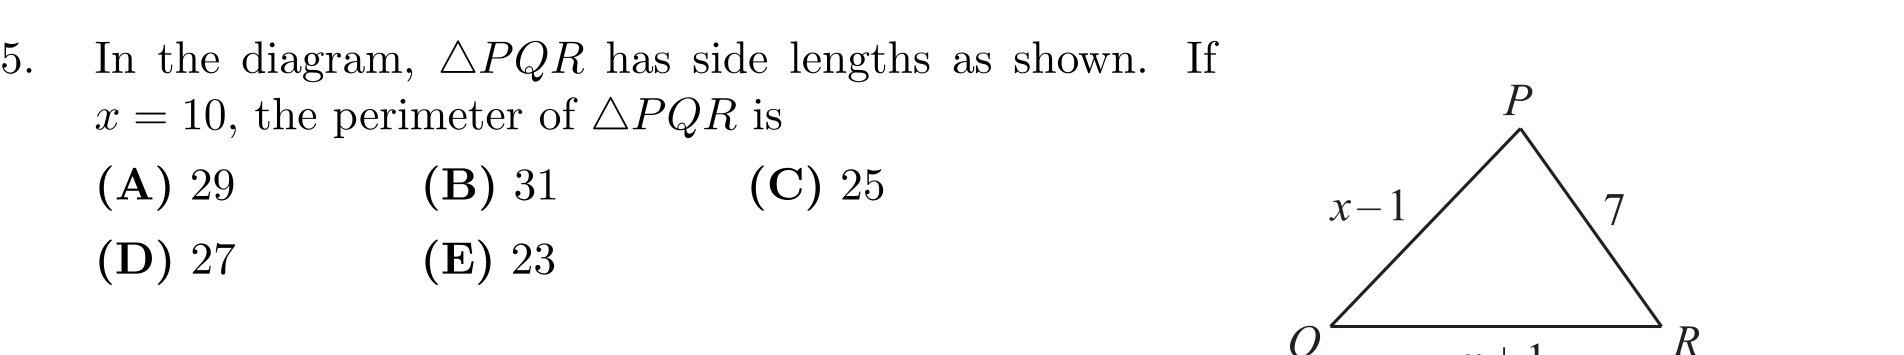 5. In the diagram, △PQR has side lengths as shown. If
x = 10, the perimeter of △PQR is
(A) 29 (B) 31 (C) 25
(D) 27 (E) 23
P
x−1 7
Q R